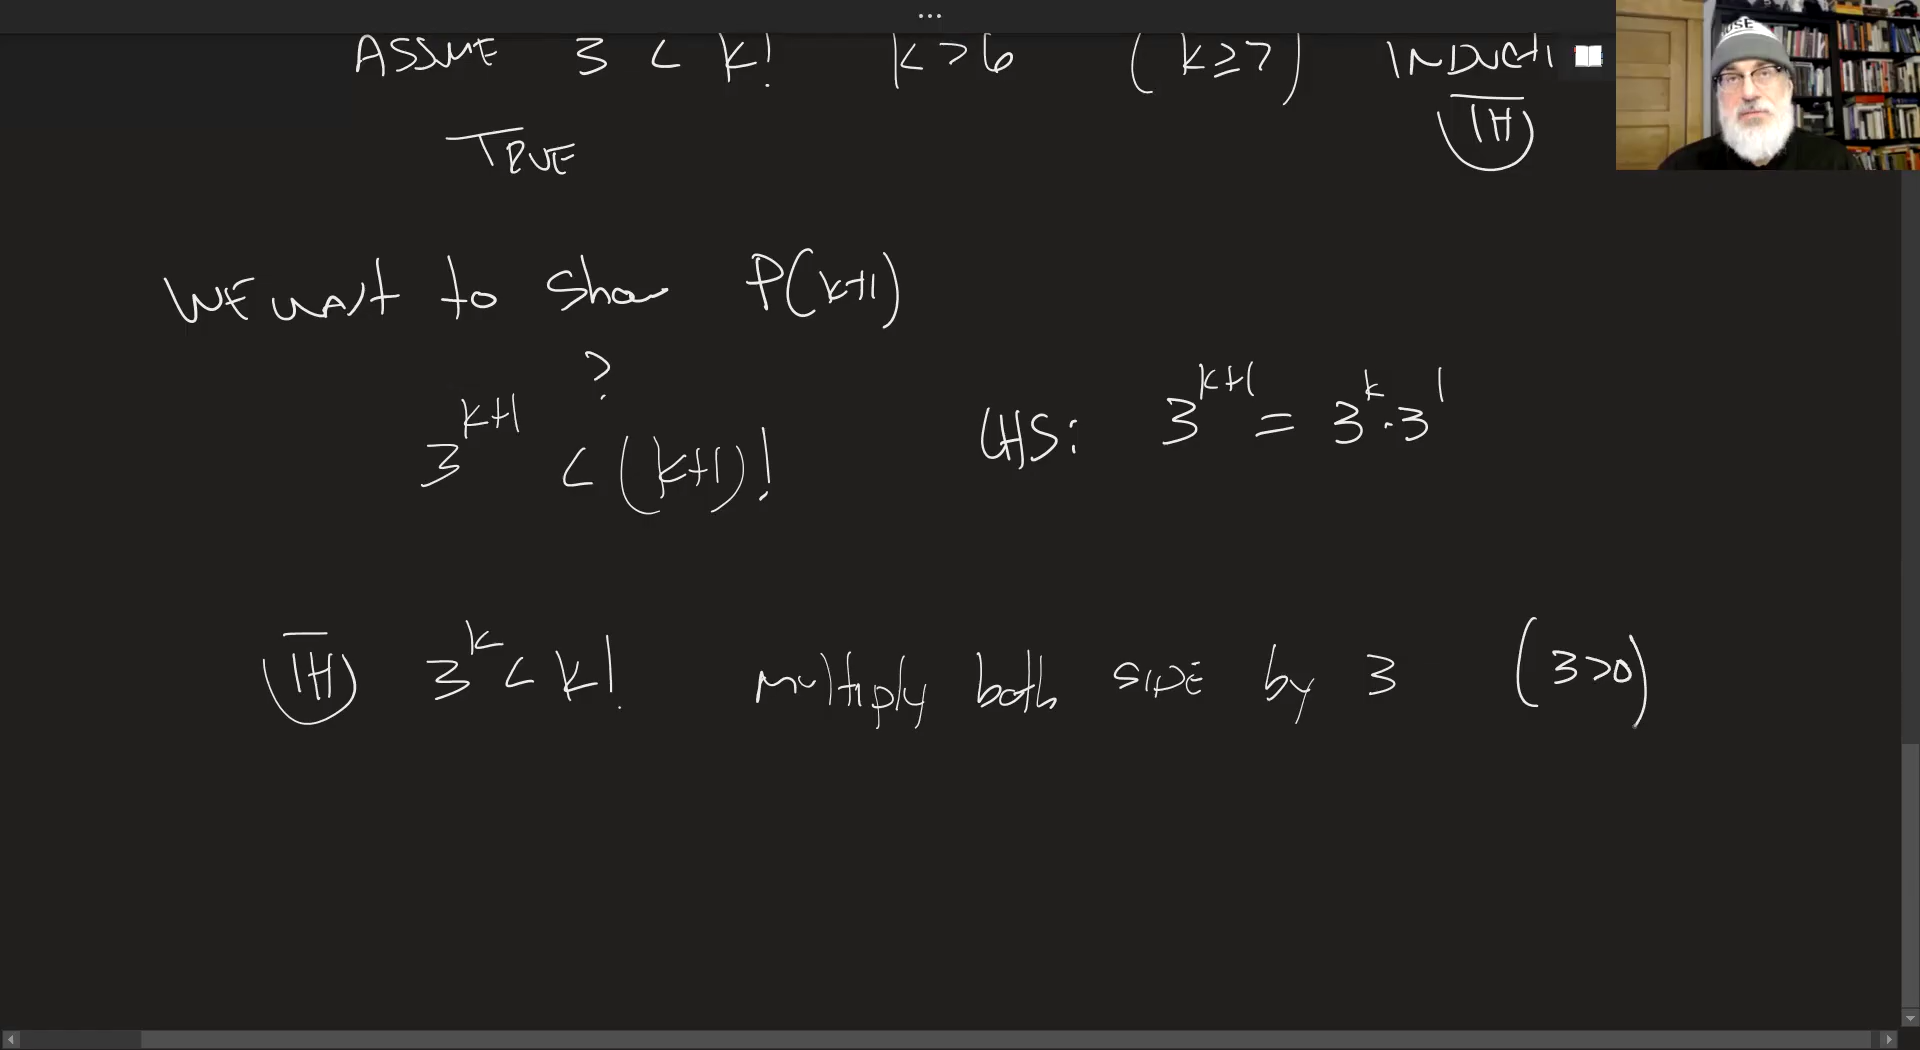 ASSUME 3 < k! k > 6 (k ≥ 7) INDUCTI
IH
TRUE
WE WANT to Show P(k+1)
?
3^{k+1} < (k+1)!
LHS: 3^{k+1} = 3^k · 3^1
IH 3^k < k! multiply both SIDE by 3 (3>0)